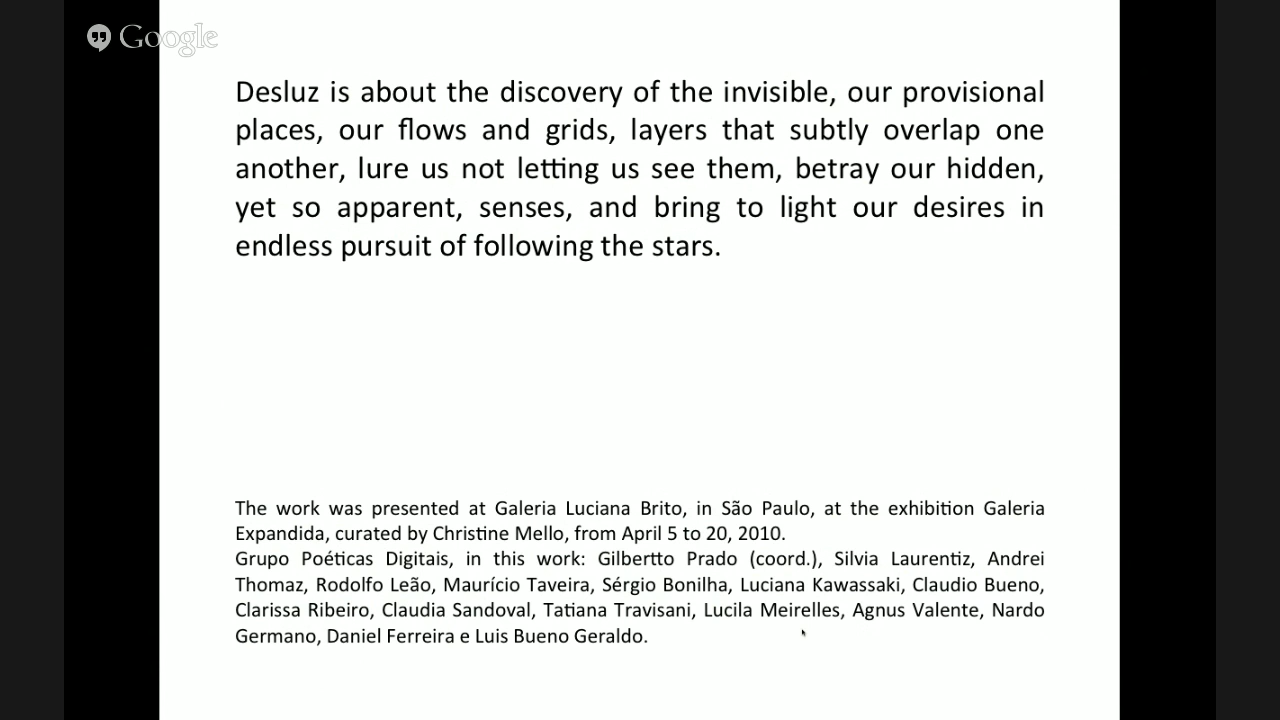 Google
Desluz is about the discovery of the invisible, our provisional
places, our flows and grids, layers that subtly overlap one
another, lure us not letting us see them, betray our hidden,
yet so apparent, senses, and bring to light our desires in
endless pursuit of following the stars.
The work was presented at Galeria Luciana Brito, in São Paulo, at the exhibition Galeria
Expandida, curated by Christine Mello, from April 5 to 20, 2010.
Grupo Poéticas Digitais, in this work: Gilbertto Prado (coord.), Silvia Laurentiz, Andrei
Thomaz, Rodolfo Leão, Maurício Taveira, Sérgio Bonilha, Luciana Kawassaki, Claudio Bueno,
Clarissa Ribeiro, Claudia Sandoval, Tatiana Travisani, Lucila Meirelles, Agnus Valente, Nardo
Germano, Daniel Ferreira e Luis Bueno Geraldo.